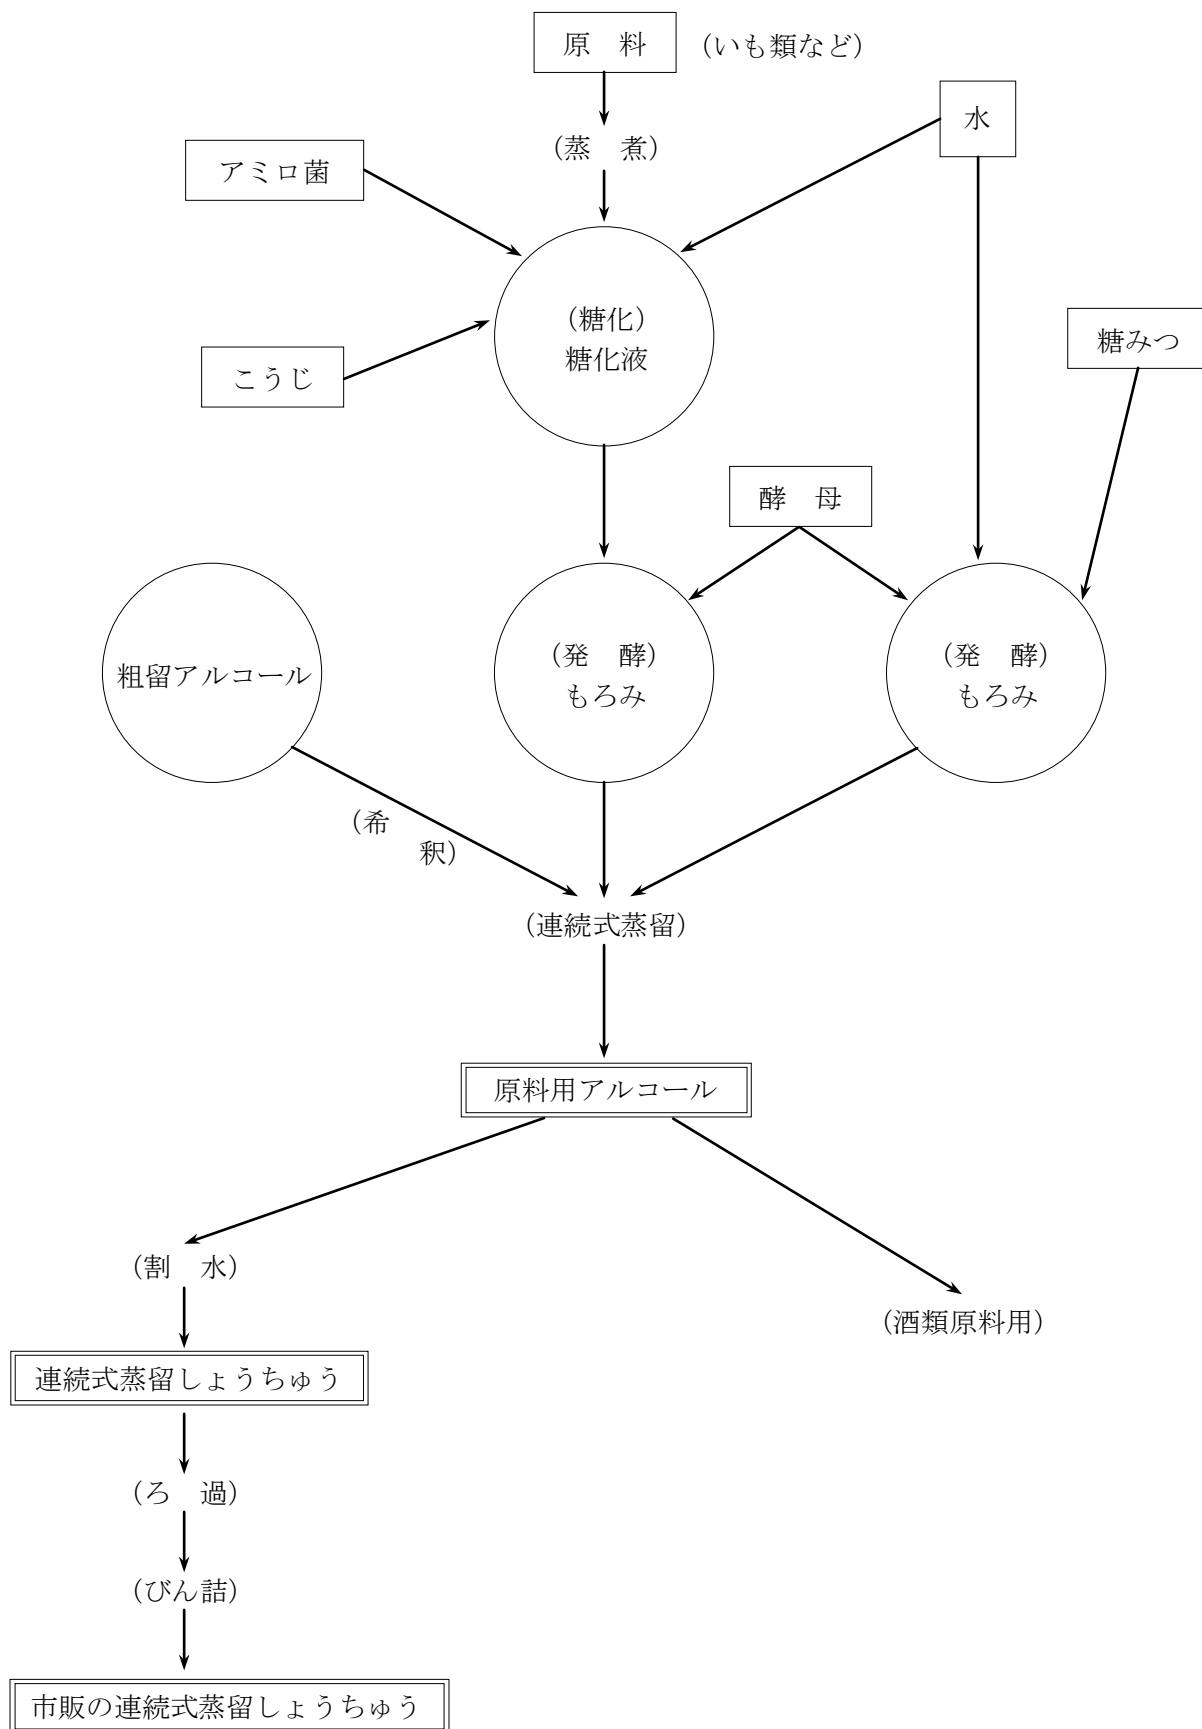 原　料
（いも類など）
水
（蒸　煮）
アミロ菌
（糖化）
糖化液
糖みつ
こうじ
酵　母
粗留アルコール
（発　酵）
もろみ
（発　酵）
もろみ
（希
釈）
（連続式蒸留）
原料用アルコール
（割　水）
（酒類原料用）
連続式蒸留しょうちゅう
（ろ　過）
（びん詰）
市販の連続式蒸留しょうちゅう